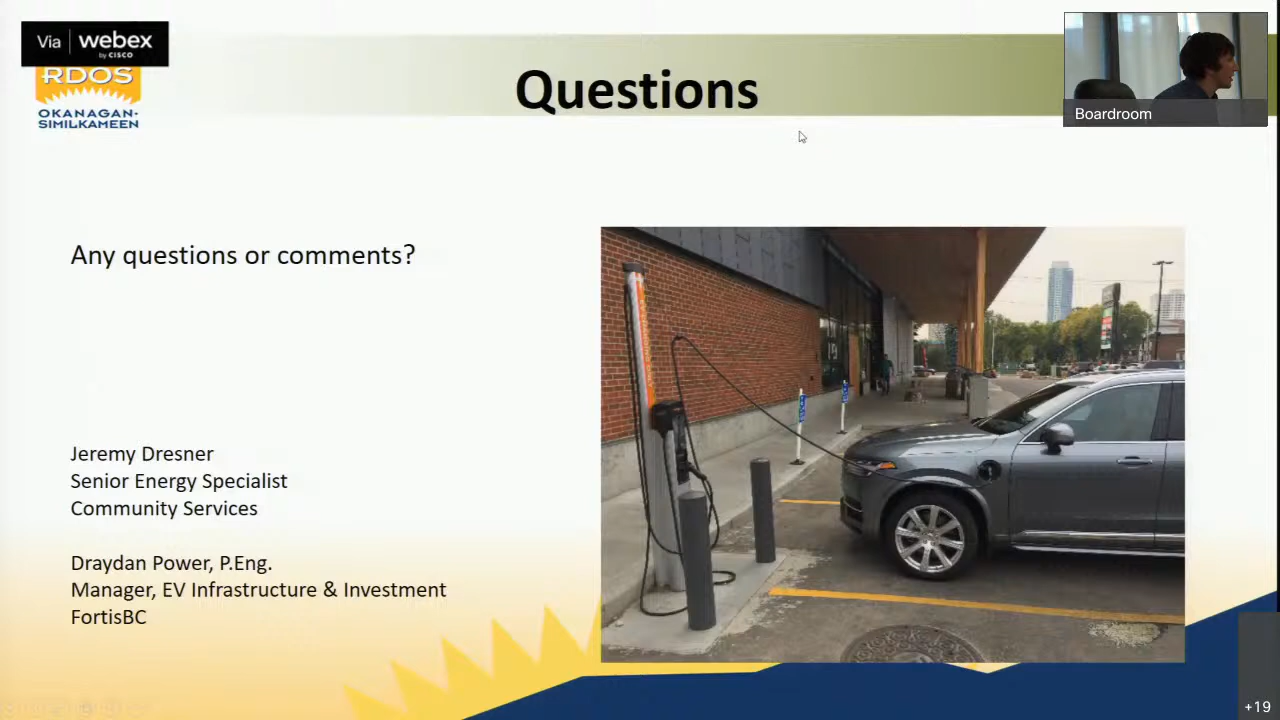 Via webex
by CISCO
RDOS
OKANAGAN-
SIMILKAMEEN
Questions
Boardroom
Any questions or comments?
Jeremy Dresner
Senior Energy Specialist
Community Services
Draydan Power, P.Eng.
Manager, EV Infrastructure & Investment
FortisBC
+19